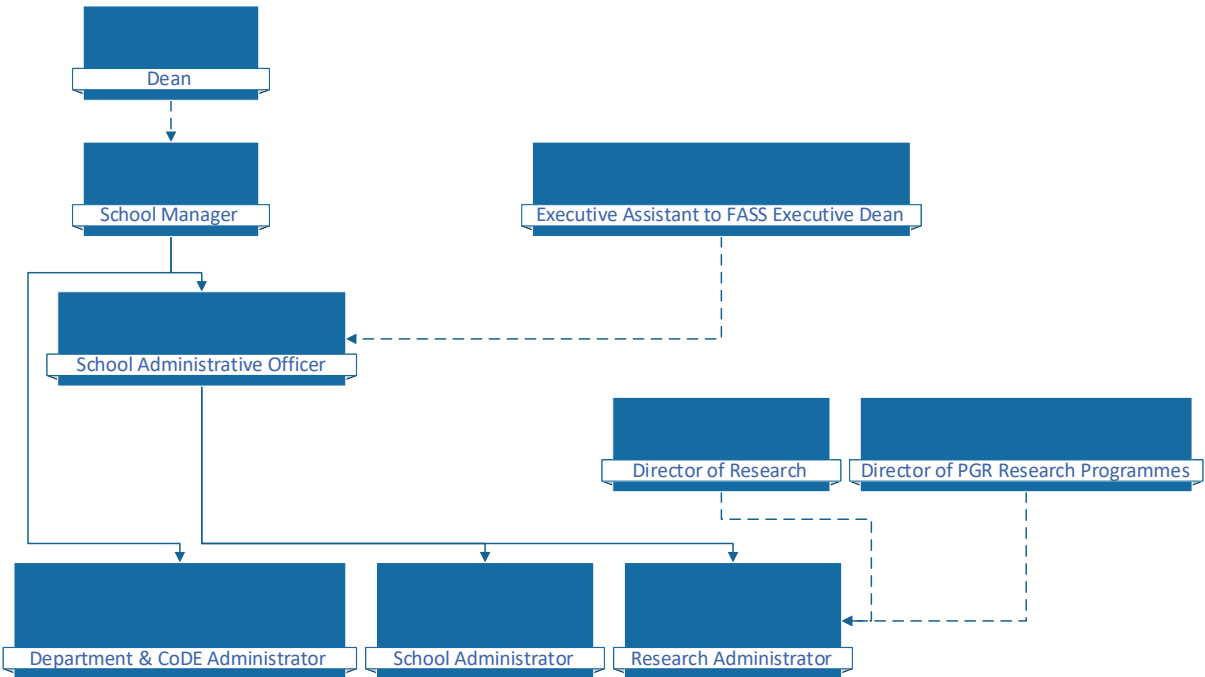 Dean
School Manager
Executive Assistant to FASS Executive Dean
School Administrative Officer
Director of Research
Director of PGR Research Programmes
Department & CoDE Administrator
School Administrator
Research Administrator